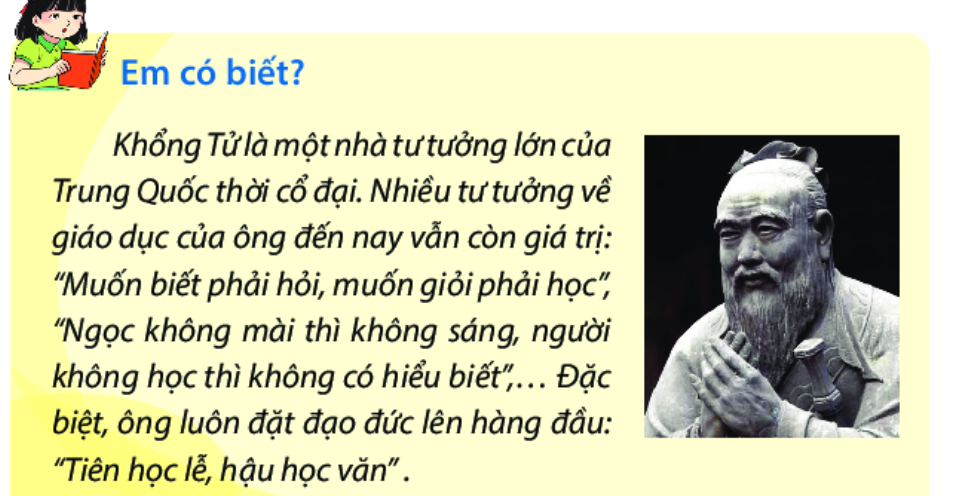 Em có biết?
Khổng Tử là một nhà tư tưởng lớn của
Trung Quốc thời cổ đại. Nhiều tư tưởng về
giáo dục của ông đến nay vẫn còn giá trị:
“Muốn biết phải hỏi, muốn giỏi phải học”,
“Ngọc không mài thì không sáng, người
không học thì không có hiểu biết”,... Đặc
biệt, ông luôn đặt đạo đức lên hàng đầu:
“Tiên học lễ, hậu học văn” .